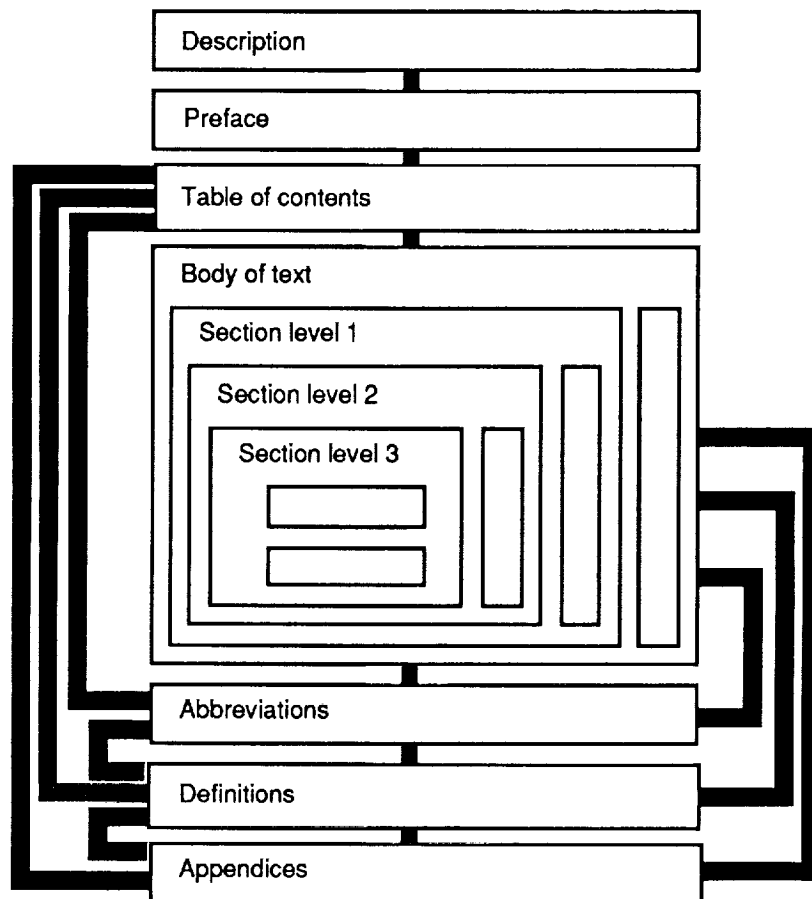 Description
Preface
Table of contents
Body of text
Section level 1
Section level 2
Section level 3
Abbreviations
Definitions
Appendices